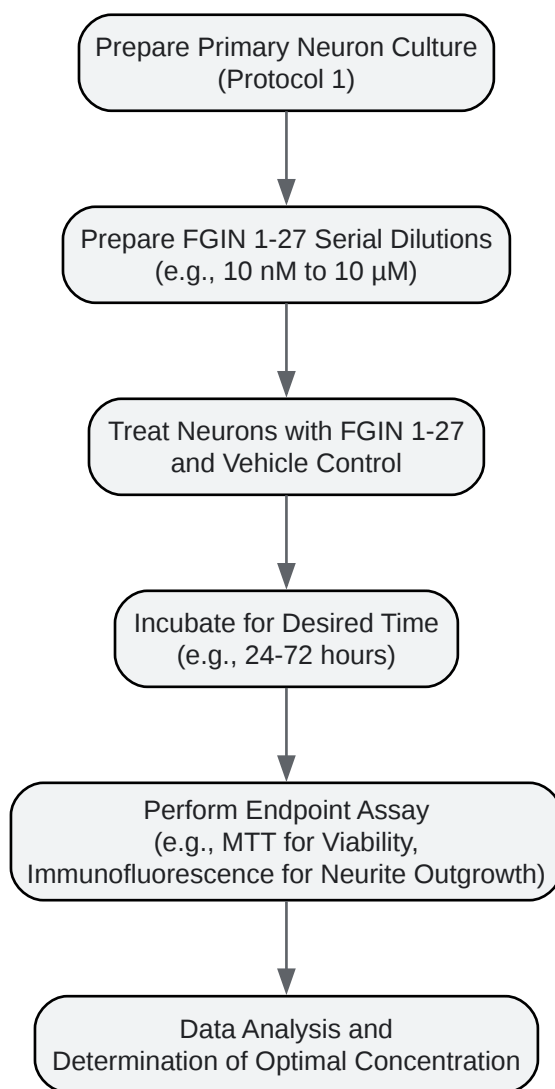 Prepare Primary Neuron Culture
(Protocol 1)
Prepare FGIN 1-27 Serial Dilutions
(e.g., 10 nM to 10 µM)
Treat Neurons with FGIN 1-27
and Vehicle Control
Incubate for Desired Time
(e.g., 24-72 hours)
Perform Endpoint Assay
(e.g., MTT for Viability,
Immunofluorescence for Neurite Outgrowth)
Data Analysis and
Determination of Optimal Concentration